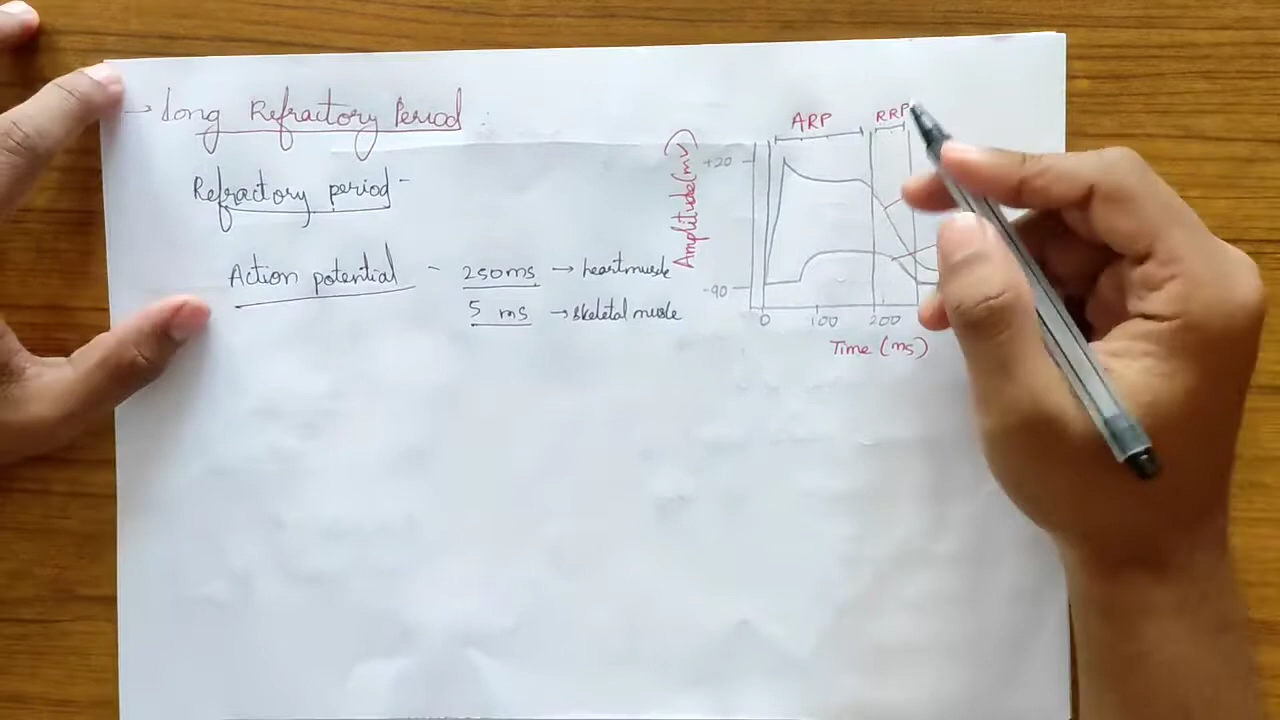 → long Refractory Period :
Refractory period -
Action potential - 250ms → heart muscle
5 ms → skeletal muscle
ARP
RRP
Amplitude (mv)
+20
-90
0 100 200
Time (ms)